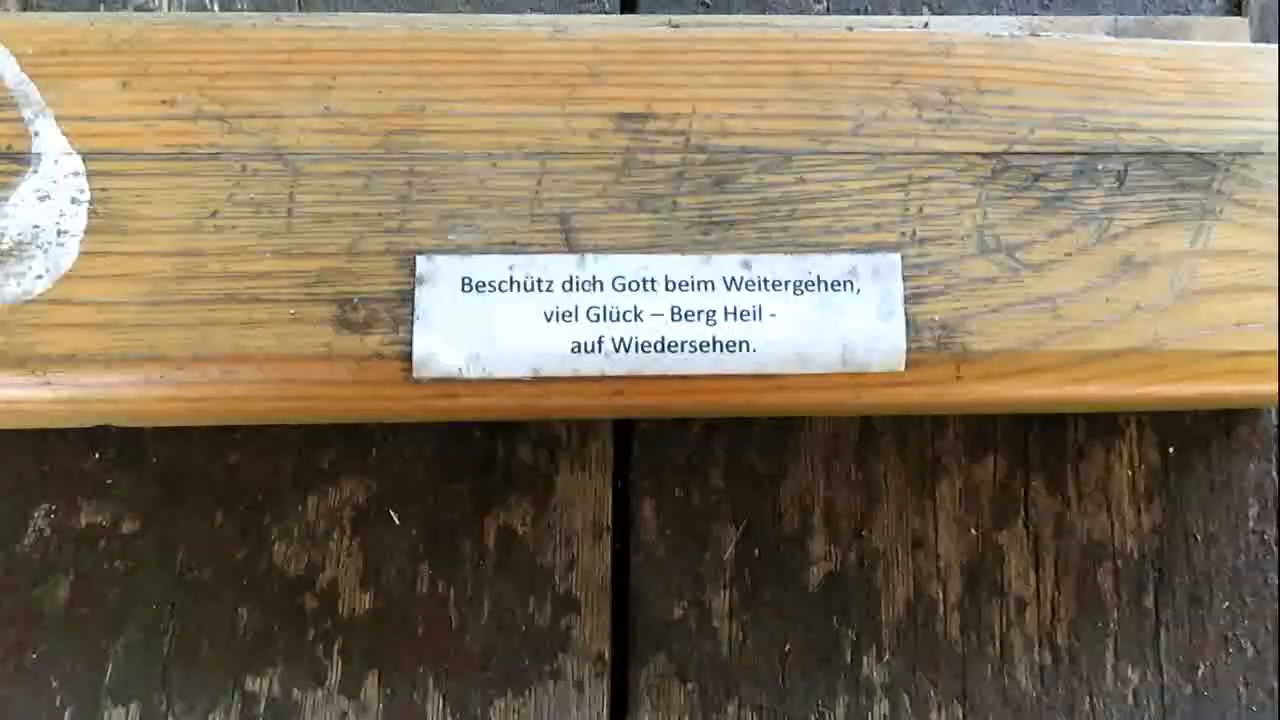 Beschütz dich Gott beim Weitergehen,
viel Glück – Berg Heil -
auf Wiedersehen.